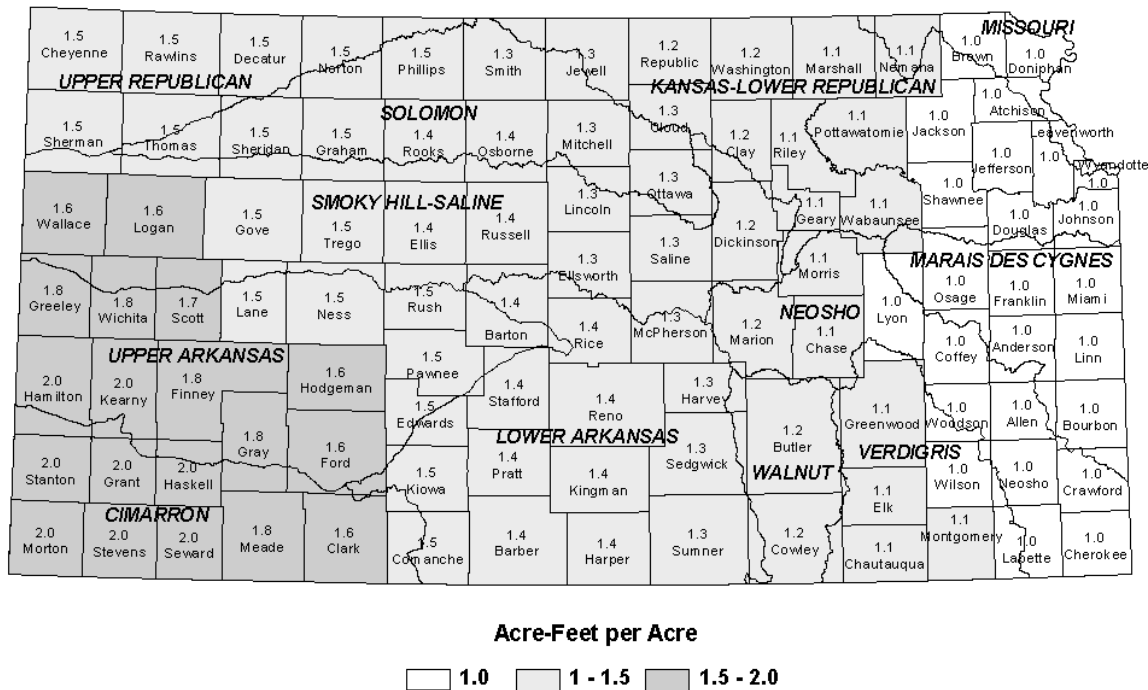 1.5
Cheyenne
1.5
Rawlins
1.5
Decatur
1.5
Norton
1.5
Phillips
1.3
Smith
1.3
Jewell
1.2
Republic
1.2
Washington
1.1
Marshall
1.1
Nemaha
1.0
Brown
1.0
Doniphan
MISSOURI
UPPER REPUBLICAN
KANSAS-LOWER REPUBLICAN
SOLOMON
1.5
Sherman
1.5
Thomas
1.5
Sheridan
1.5
Graham
1.4
Rooks
1.4
Osborne
1.3
Mitchell
1.3
Cloud
1.2
Clay
1.1
Riley
1.1
Pottawatomie
1.0
Jackson
1.0
Atchison
1.0
Jefferson
Leavenworth
1.0
Wyandotte
1.0
1.6
Wallace
1.6
Logan
1.5
Gove
SMOKY HILL-SALINE
1.5
Trego
1.4
Ellis
1.4
Russell
1.3
Lincoln
1.3
Ottawa
1.3
Saline
1.2
Dickinson
1.1
Geary
1.1
Wabaunsee
1.0
Shawnee
1.0
Douglas
1.0
Johnson
1.8
Greeley
1.8
Wichita
1.7
Scott
1.5
Lane
1.5
Ness
1.5
Rush
1.4
Barton
1.3
Ellsworth
1.4
Rice
1.3
McPherson
1.2
Marion
1.1
Morris
NEOSHO
1.1
Chase
1.0
Lyon
MARAIS DES CYGNES
1.0
Osage
1.0
Franklin
1.0
Miami
1.0
Coffey
1.0
Anderson
1.0
Linn
UPPER ARKANSAS
2.0
Hamilton
2.0
Kearny
1.8
Finney
1.6
Hodgeman
1.5
Pawnee
1.5
Edwards
1.4
Stafford
1.4
Reno
1.3
Harvey
LOWER ARKANSAS
1.2
Butler
WALNUT
1.1
Greenwood
VERDIGRIS
1.0
Woodson
1.0
Allen
1.0
Bourbon
2.0
Stanton
2.0
Grant
2.0
Haskell
1.8
Gray
1.6
Ford
1.5
Kiowa
1.4
Pratt
1.4
Kingman
1.3
Sedgwick
1.1
Elk
1.0
Wilson
1.0
Neosho
1.0
Crawford
CIMARRON
2.0
Morton
2.0
Stevens
2.0
Seward
1.8
Meade
1.6
Clark
1.5
Comanche
1.4
Barber
1.4
Harper
1.3
Sumner
1.2
Cowley
1.1
Chautauqua
1.1
Montgomery
1.0
Labette
1.0
Cherokee
Acre-Feet per Acre
1.0 1 - 1.5 1.5 - 2.0